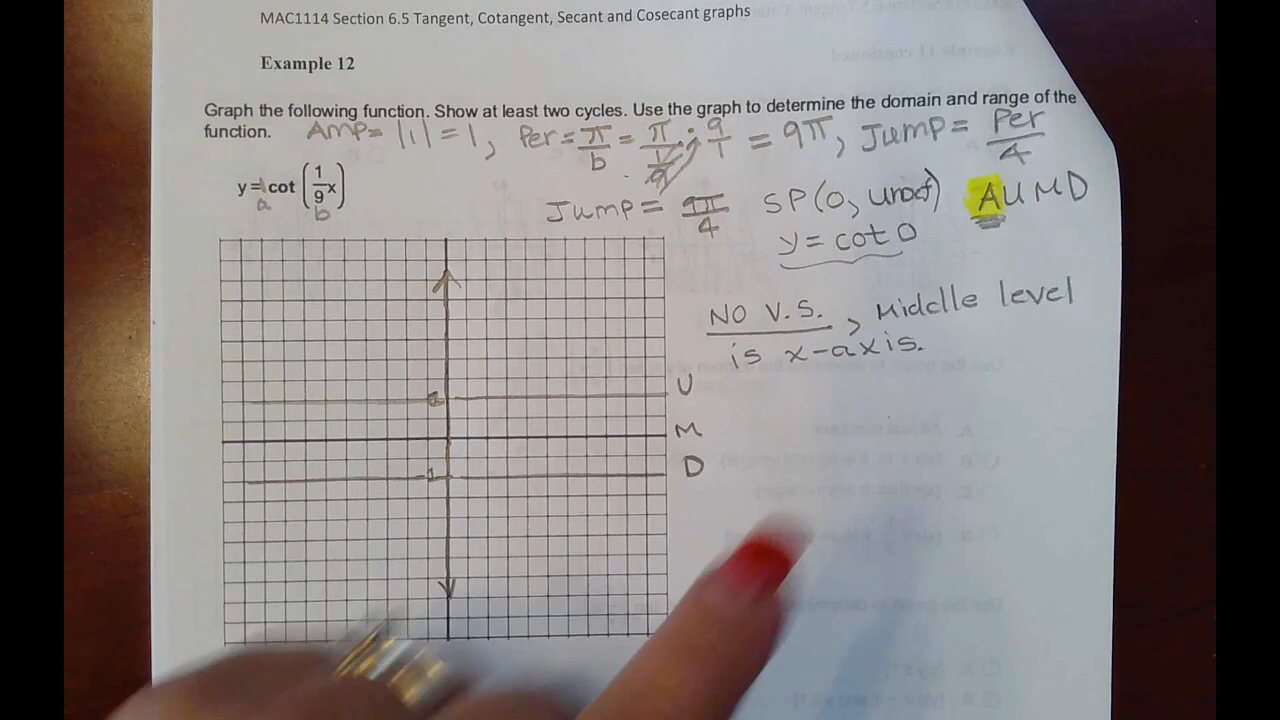 MAC1114 Section 6.5 Tangent, Cotangent, Secant and Cosecant graphs
Example 12
Graph the following function. Show at least two cycles. Use the graph to determine the domain and range of the
function. Amp = |1| = 1, Per = π/b = π/(1/9) · 9/1 = 9π, Jump = Per/4
y = cot (1/9 x)
a b
Jump = 9π/4 SP(0, undf) AUMD
y = cot 0
No V.S., Middle level
is x-axis.
U
M
-1 D